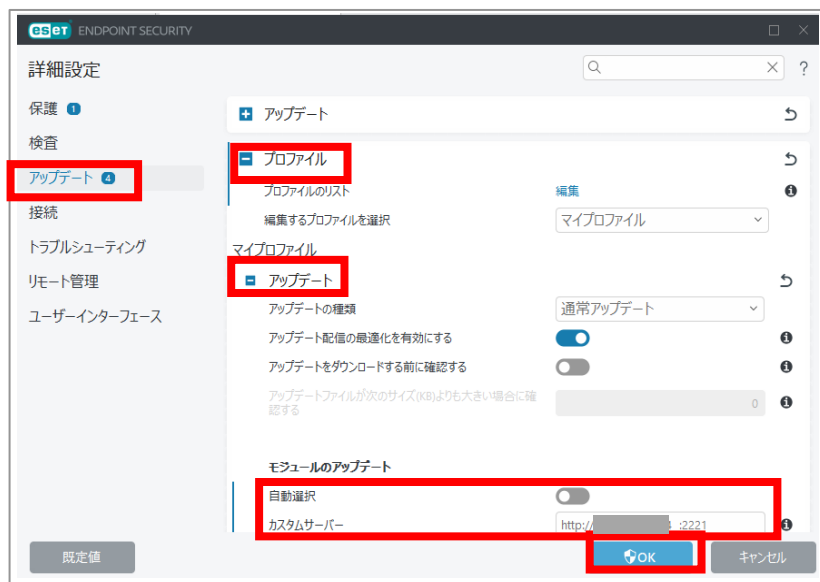 eset ENDPOINT SECURITY
詳細設定
?
保護 1
検査
アップデート 4
接続
トラブルシューティング
リモート管理
ユーザーインターフェース
アップデート
プロファイル
プロファイルのリスト 編集
編集するプロファイルを選択 マイプロファイル
マイプロファイル
アップデート
アップデートの種類 通常アップデート
アップデート配信の最適化を有効にする
アップデートをダウンロードする前に確認する
アップデートファイルが次のサイズ(KB)よりも大きい場合に確
認する 0
モジュールのアップデート
自動選択
カスタムサーバー http:// :2221
既定値 OK キャンセル